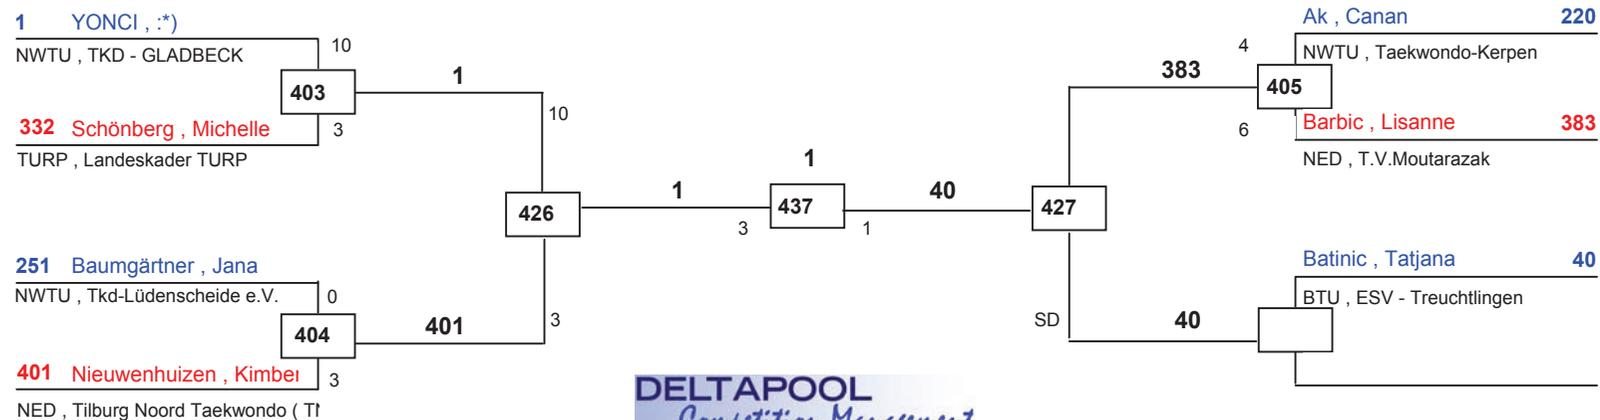 1 YONCI , :*)
NWTU , TKD - GLADBECK
10
403
1
332 Schönberg , Michelle
3
TURP , Landeskader TURP
10
426
1
251 Baumgärtner , Jana
NWTU , Tkd-Lüdenscheide e.V.
0
404
401
3
401 Nieuwenhuizen , Kimber
3
NED , Tilburg Noord Taekwondo (
1
437
3
1
40
Ak , Canan 220
4
NWTU , Taekwondo-Kerpen
383
405
Barbic , Lisanne 383
6
NED , T.V.Moutarazak
427
Batinic , Tatjana 40
BTU , ESV - Treuchtlingen
SD
40
DELTAPOOL
Competition Management